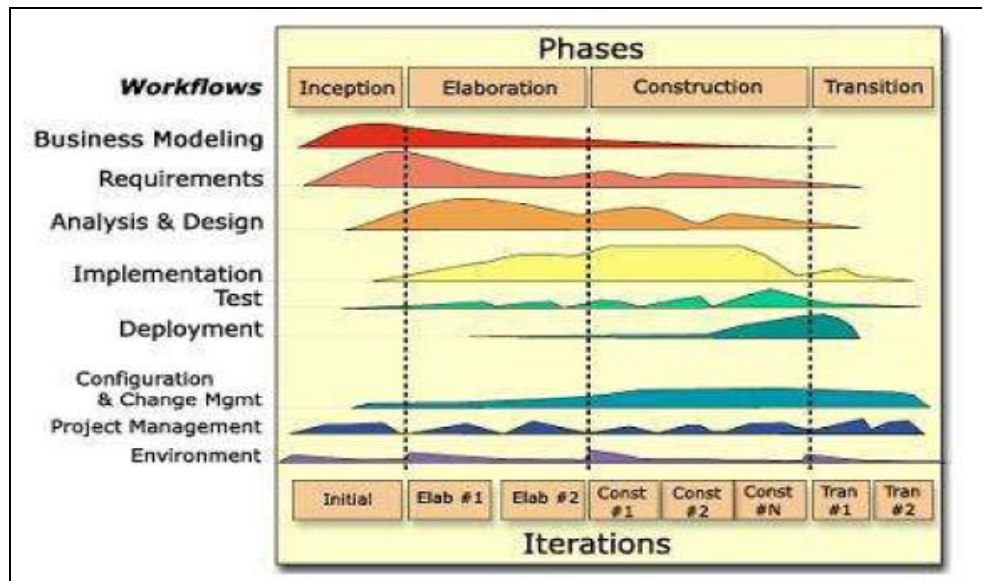 Phases
Workflows
Inception
Elaboration
Construction
Transition
Business Modeling
Requirements
Analysis & Design
Implementation
Test
Deployment
Configuration
& Change Mgmt
Project Management
Environment
Initial
Elab #1
Elab #2
Const
#1
Const
#2
Const
#N
Tran
#1
Tran
#2
Iterations